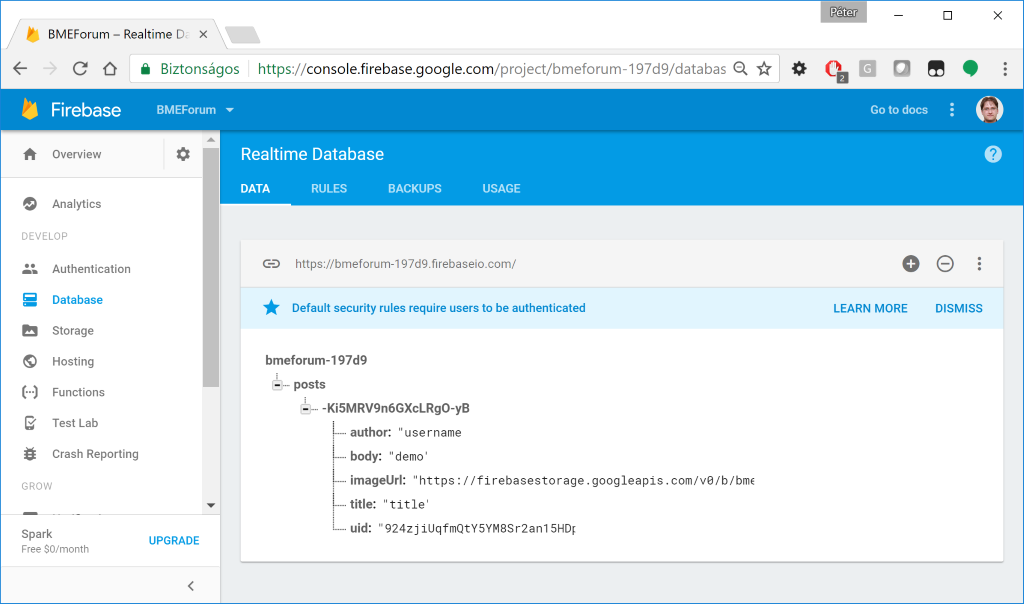 Péter
BMEForum – Realtime Da
Biztonságos https://console.firebase.google.com/project/bmeforum-197d9/databas
2
G
Firebase BMEForum Go to docs
Overview
Analytics
DEVELOP
Authentication
Database
Storage
Hosting
Functions
Test Lab
Crash Reporting
GROW
Spark
Free $0/month
UPGRADE
Realtime Database
?
DATA RULES BACKUPS USAGE
https://bmeforum-197d9.firebaseio.com/
Default security rules require users to be authenticated LEARN MORE DISMISS
bmeforum-197d9
posts
-Ki5MRV9n6GXcLRgO-yB
author: "username
body: "demo"
imageUrl: "https://firebasestorage.googleapis.com/v0/b/bme
title: "title"
uid: "924zjiUqfmQtY5YM8Sr2an15HDp